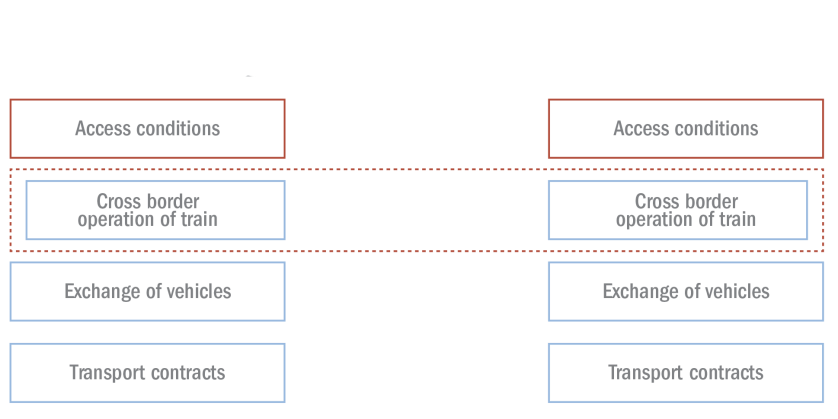 Access conditions
Access conditions
Cross border
operation of train
Cross border
operation of train
Exchange of vehicles
Exchange of vehicles
Transport contracts
Transport contracts